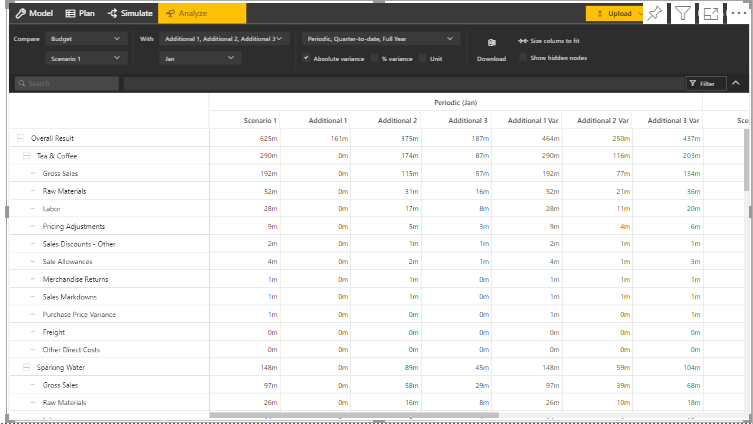 Model Plan Simulate Analyze Upload
Compare Budget With Additional 1, Additional 2, Additional 3 Periodic, Quarter-to-date, Full Year Size colums to fit
Scenario 1 Jan Absolute variance % variance Unit Download Show hidden nodes
Search Filter
Periodic (Jan)
Scenario 1 Additional 1 Additional 2 Additional 3 Additional 1 Var Additional 2 Var Additional 3 Var Sce
Overall Result 625m 161m 375m 187m 464m 250m 437m
Tea & Coffee 290m 0m 174m 87m 290m 116m 203m
Gross Sales 192m 0m 115m 57m 192m 77m 134m
Raw Materials 52m 0m 31m 16m 52m 21m 36m
Labor 28m 0m 17m 8m 28m 11m 20m
Pricing Adjustments 9m 0m 5m 3m 9m 4m 6m
Sales Discounts - Other 2m 0m 1m 1m 2m 1m 1m
Sale Allowances 4m 0m 2m 1m 4m 1m 3m
Merchandise Returns 1m 0m 1m 0m 1m 1m 1m
Sales Markdowns 1m 0m 1m 0m 1m 1m 1m
Purchase Price Variance 1m 0m 0m 0m 1m 0m 1m
Freight 0m 0m 0m 0m 0m 0m 0m
Other Direct Costs 0m 0m 0m 0m 0m 0m 0m
Sparking Water 148m 0m 89m 45m 148m 59m 104m
Gross Sales 97m 0m 58m 29m 97m 39m 68m
Raw Materials 26m 0m 16m 8m 26m 10m 18m